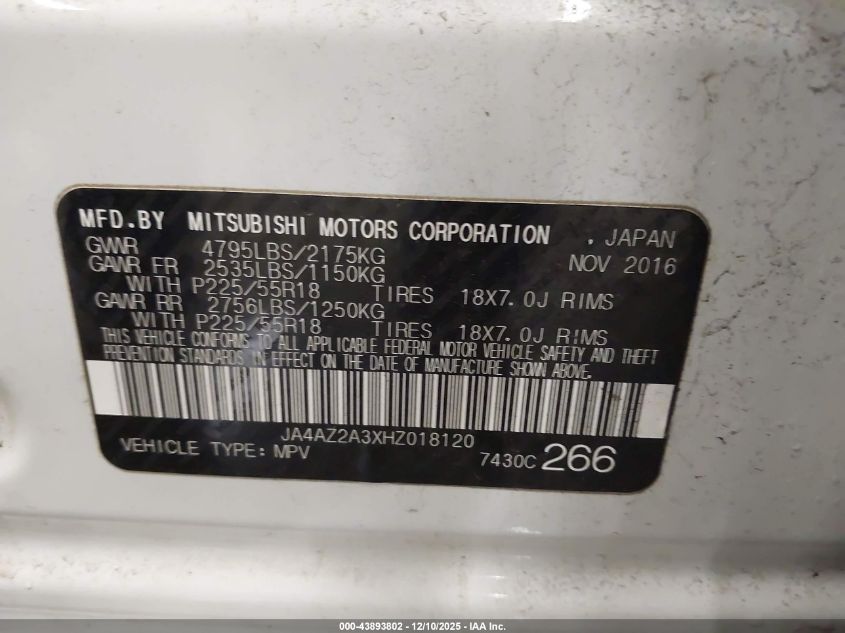 MFD.BY MITSUBISHI MOTORS CORPORATION . JAPAN
GVWR 4795LBS/2175KG NOV 2016
GAWR FR 2535LBS/1150KG
WITH P225/55R18 TIRES 18X7.0J RIMS
GAWR RR 2756LBS/1250KG
WITH P225/55R18 TIRES 18X7.0J RIMS
THIS VEHICLE CONFORMS TO ALL APPLICABLE FEDERAL MOTOR VEHICLE SAFETY AND THEFT
PREVENTION STANDARDS IN EFFECT ON THE DATE OF MANUFACTURE SHOWN ABOVE.
JA4AZ2A3XHZ018120
VEHICLE TYPE: MPV 7430C 266
000-43893802 - 12/10/2025 - IAA Inc.